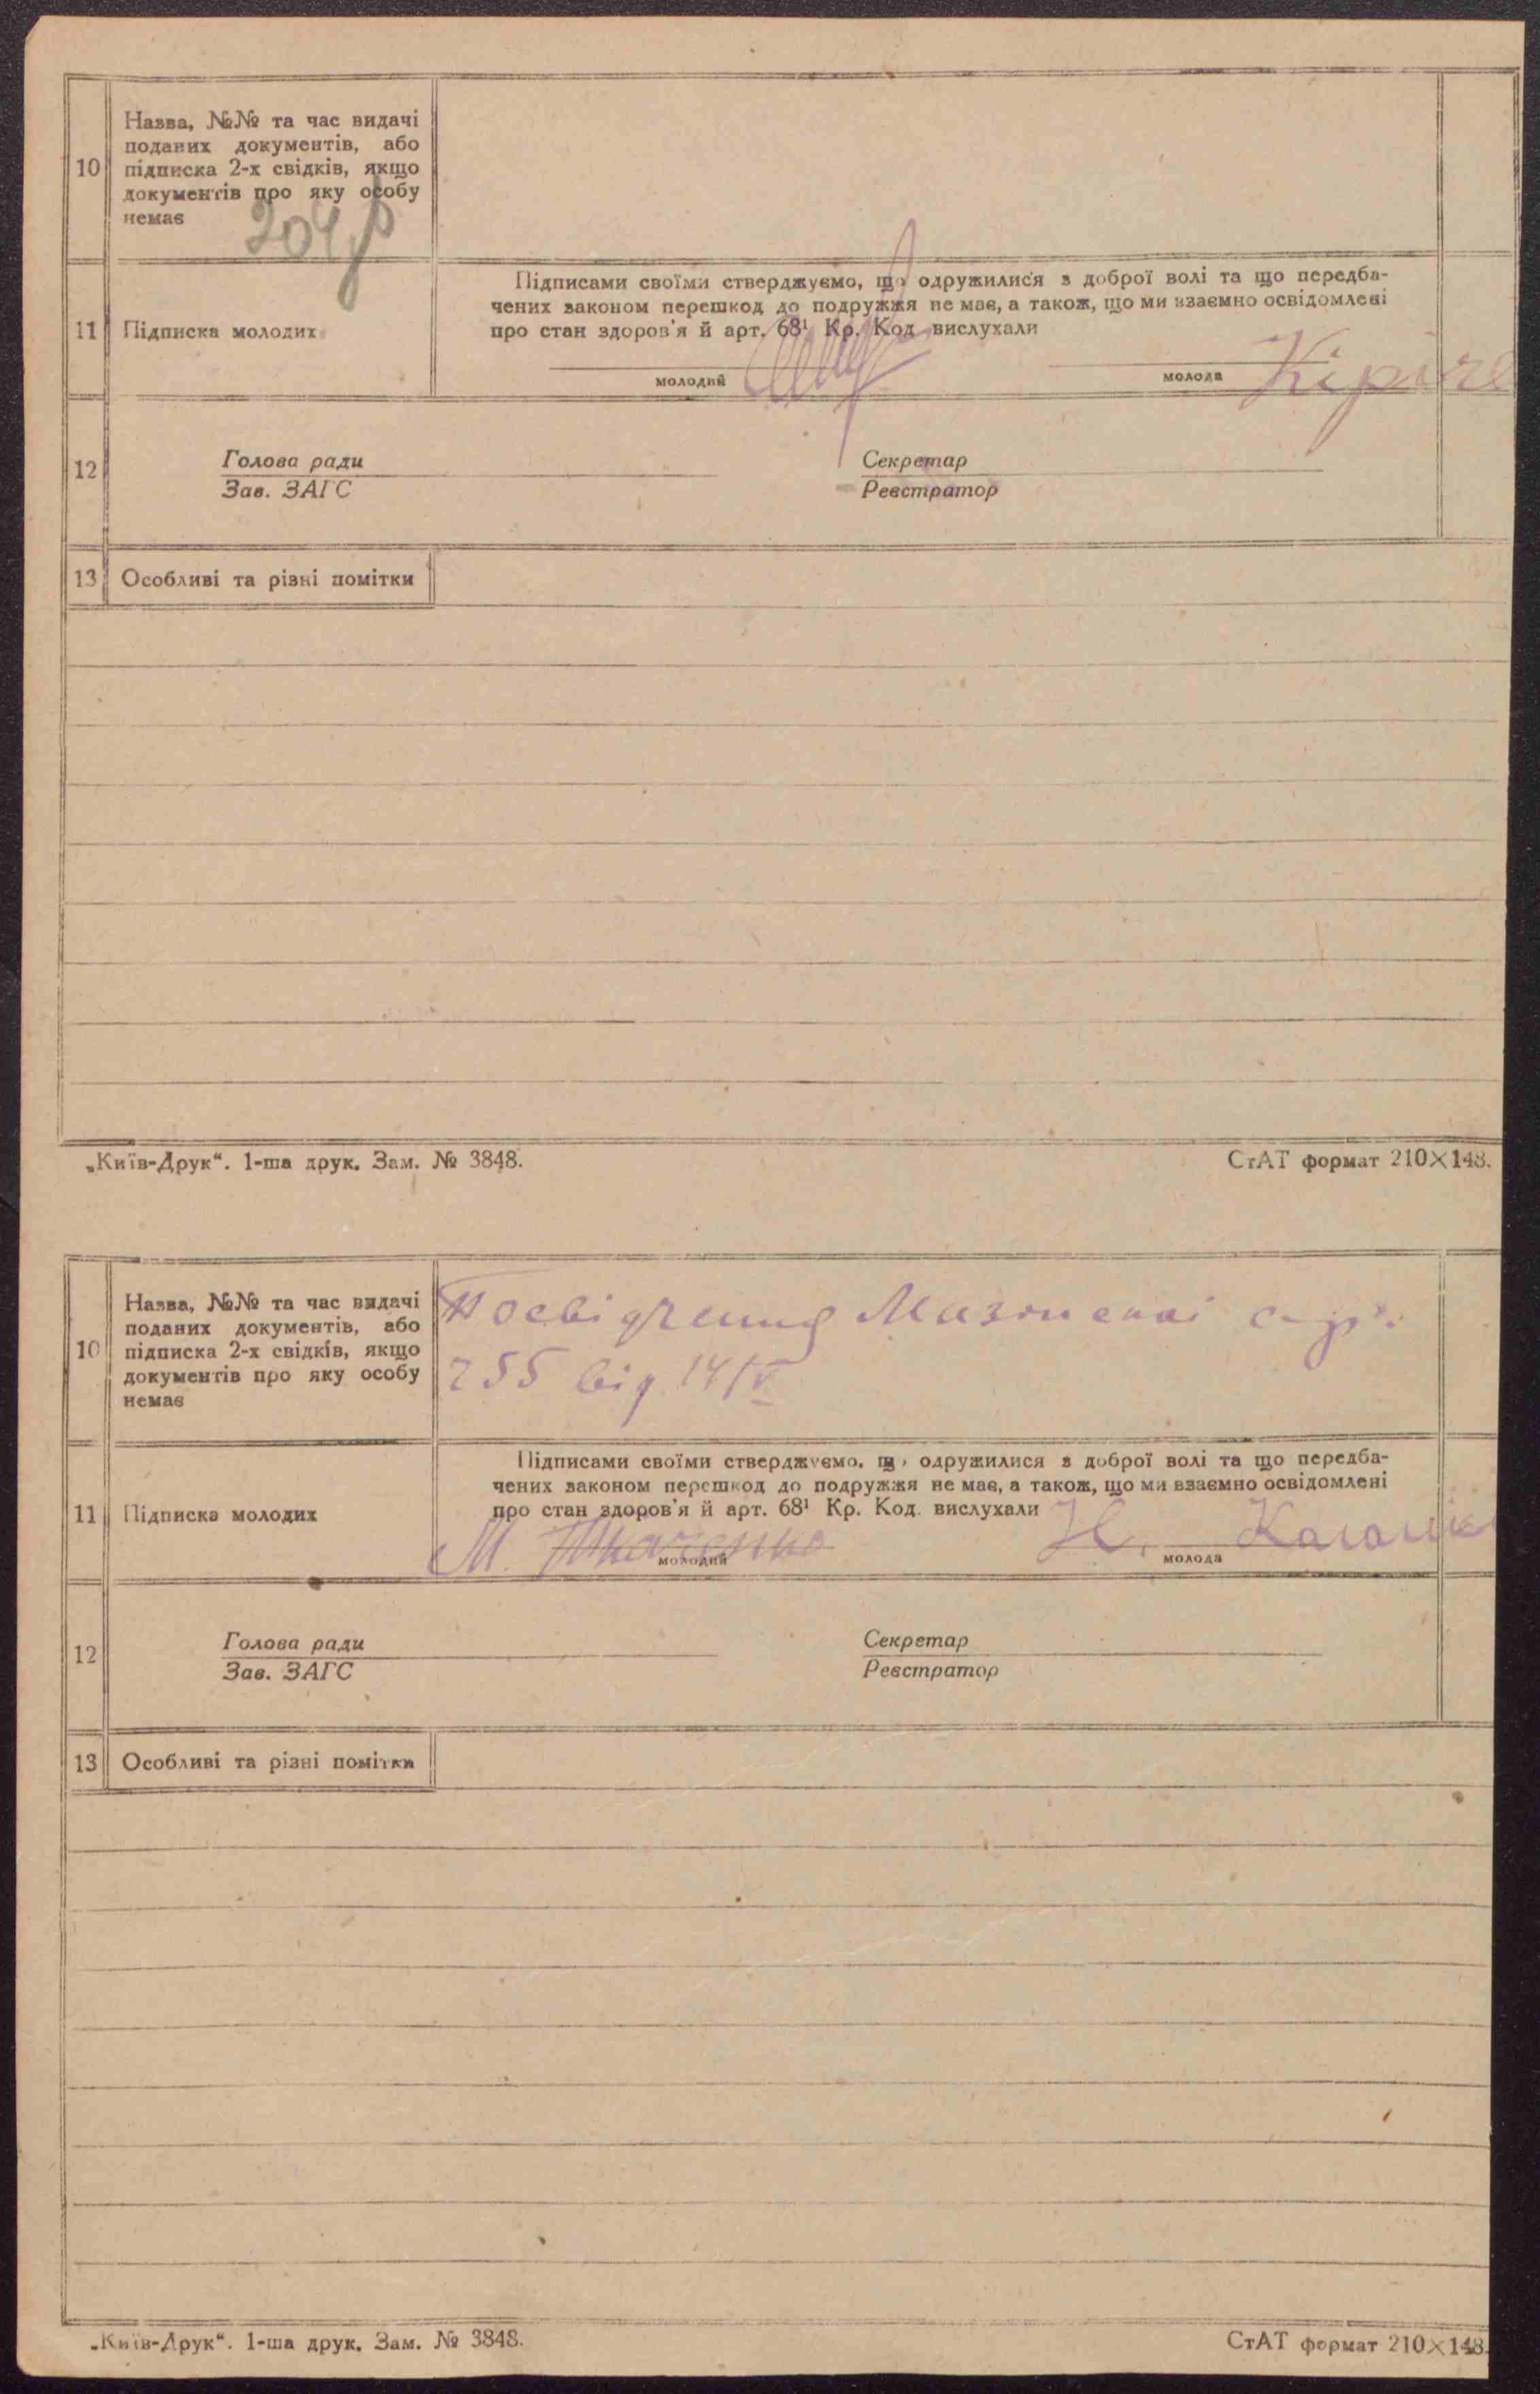 10
Назва, №№ та час видачі
поданих документів, або
підписка 2-х свідків, якщо
документів про яку особу
немає
11
Підписка молодих
Підписами своїми стверджуємо, що одружилися з доброї волі та що передба-
чених законом перешкод до подружжя не має, а також, що ми взаємно освідомлені
про стан здоров'я й арт. 68¹ Кр. Код вислухали
молодий
молода
12
Голова ради
Зав. ЗАГС
Секретар
Реєстратор
13
Особливі та різні помітки
„Київ-Друк“. 1-ша друк. Зам. № 3848.
СтАТ формат 210×148.
10
Назва, №№ та час видачі
поданих документів, або
підписка 2-х свідків, якщо
документів про яку особу
немає
Посвідчення
255 від 14/V
11
Підписка молодих
Підписами своїми стверджуємо, що одружилися з доброї волі та що передба-
чених законом перешкод до подружжя не має, а також, що ми взаємно освідомлені
про стан здоров'я й арт. 68¹ Кр. Код. вислухали
М. Ткаченко
молодий
молода
12
Голова ради
Зав. ЗАГС
Секретар
Реєстратор
13
Особливі та різні помітки
„Київ-Друк“. 1-ша друк. Зам. № 3848.
СтАТ формат 210×148.